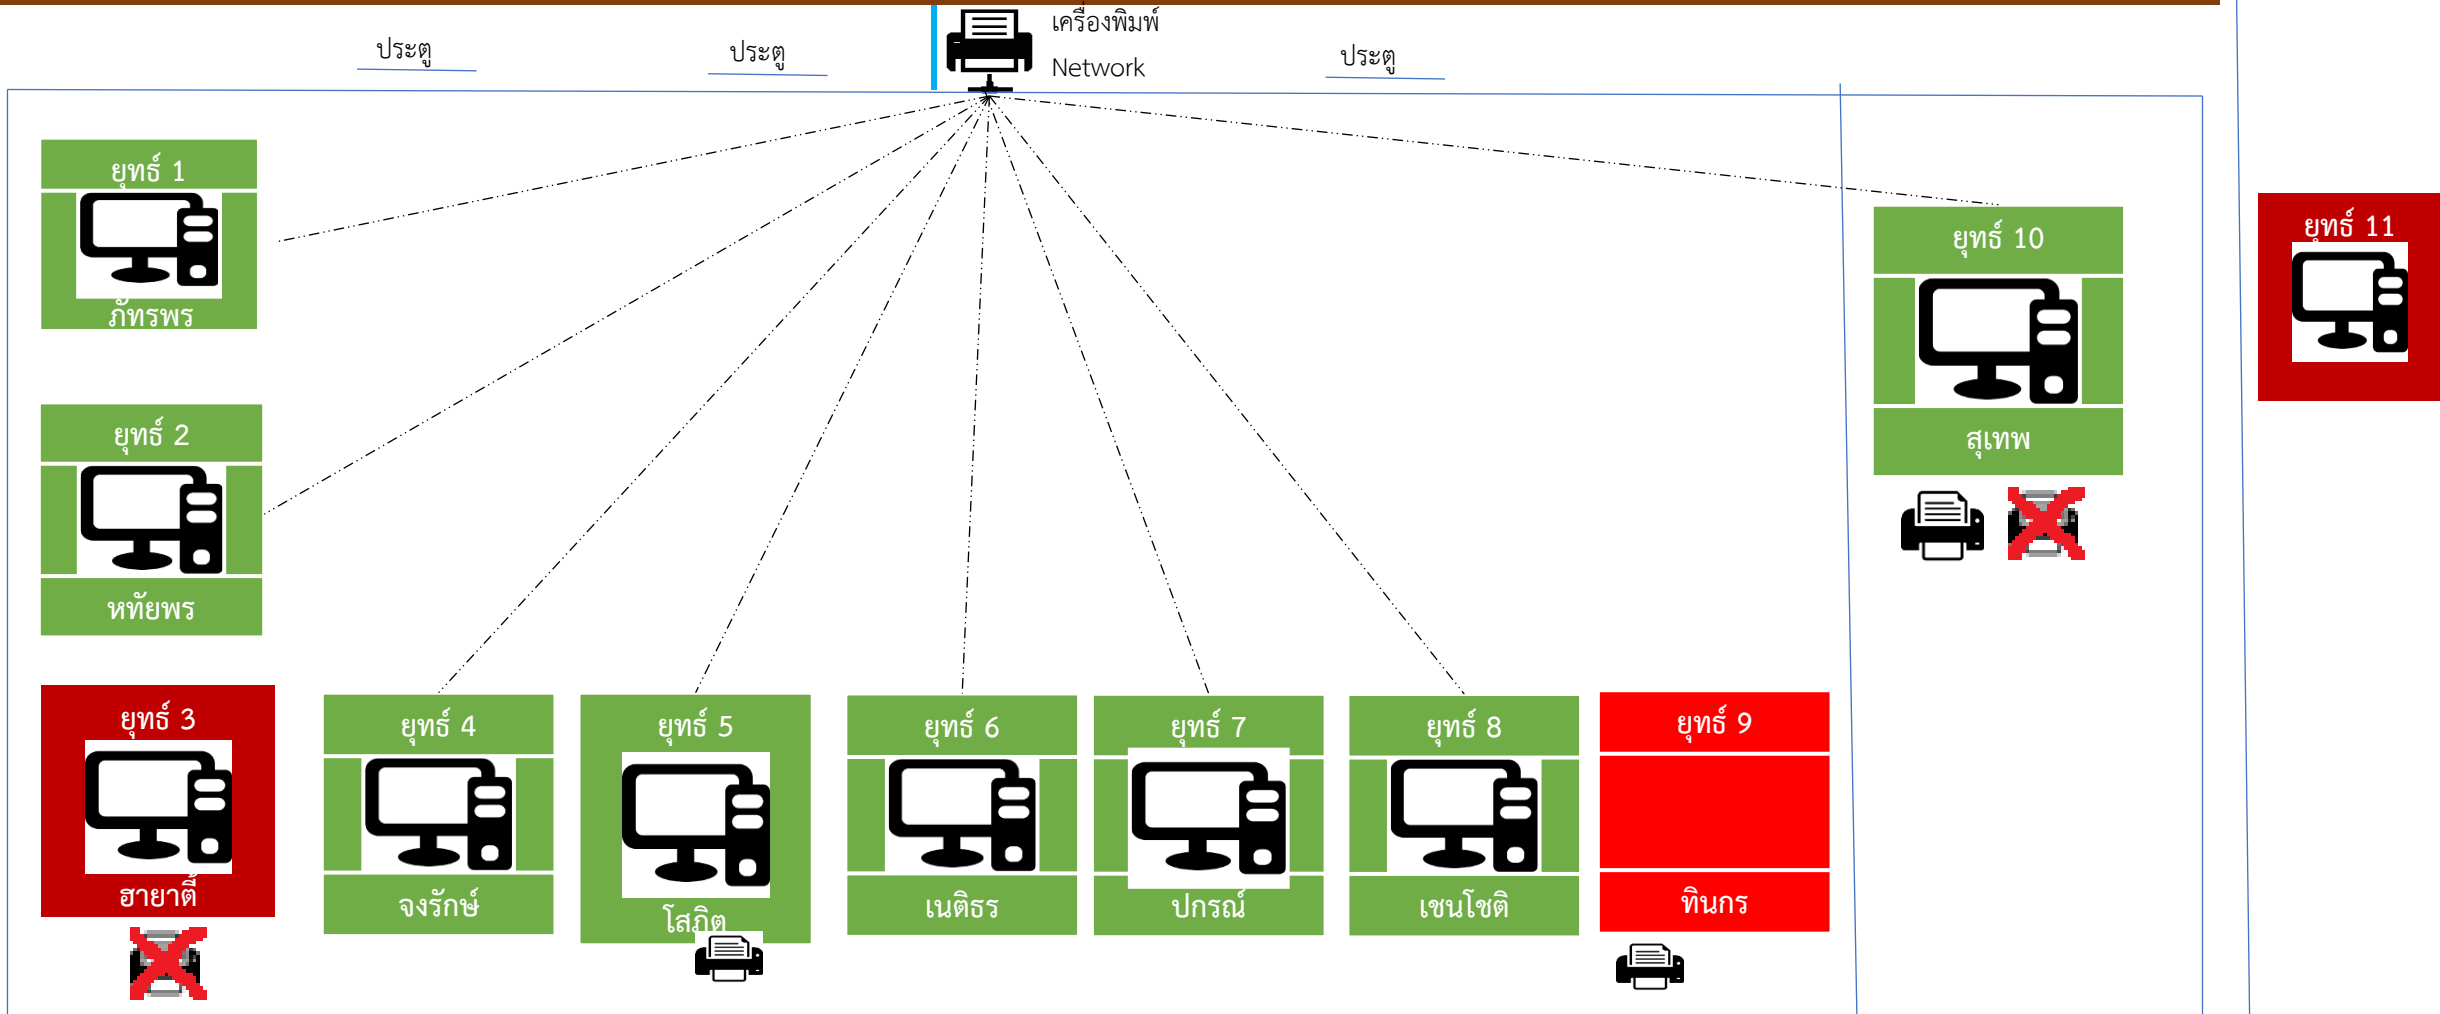 เครื่องพิมพ์
Network
ประตู
ประตู
ประตู
ยุทธ์ 1
ภัทรพร
ยุทธ์ 10
สุเทพ
ยุทธ์ 11
ยุทธ์ 2
หทัยพร
ยุทธ์ 3
ฮายาตี
ยุทธ์ 4
จงรักษ์
ยุทธ์ 5
โสภิต
ยุทธ์ 6
เนติธร
ยุทธ์ 7
ปกรณ์
ยุทธ์ 8
เชนโชติ
ยุทธ์ 9
ทินกร